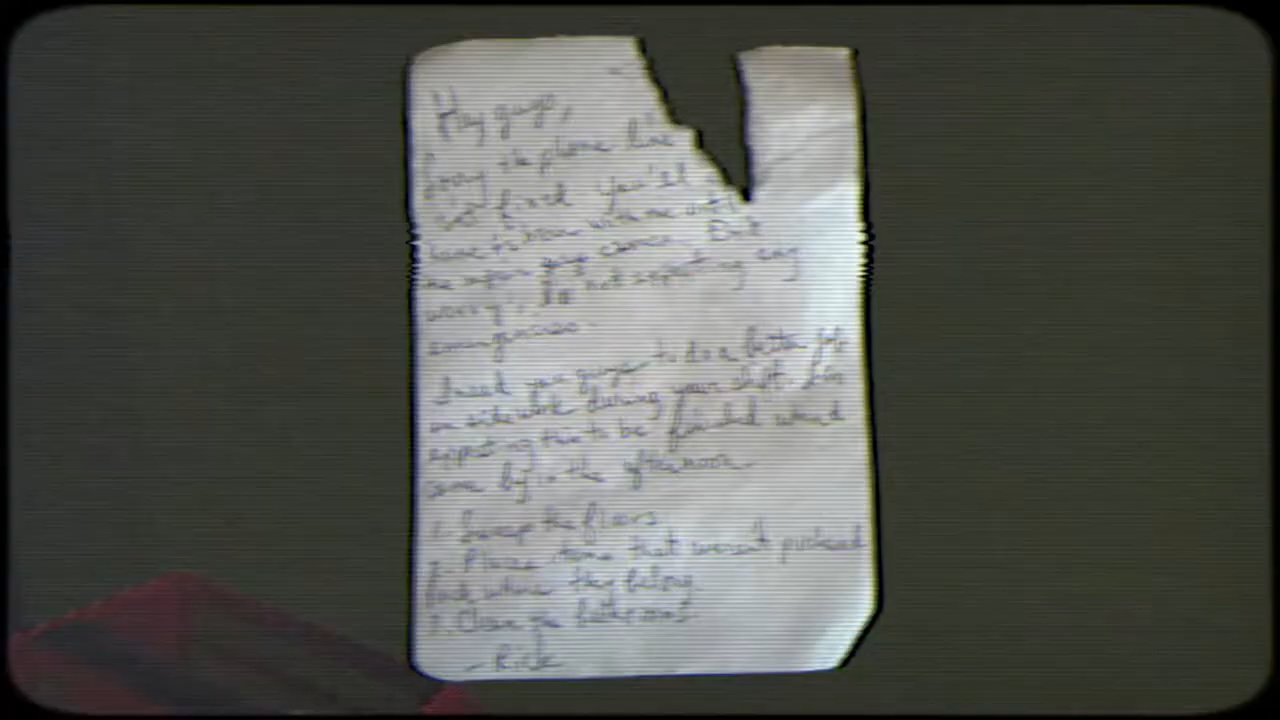 Hey guys,
Sorry the phone line
not fixed you'll
have to bear with me until
the repair guy comes. Don't
worry, I'm not expecting any
emergencies.
I need you guys to do a better job
on sidework during your shift. I'm
expecting this to be finished when I
come by in the afternoon.
1. Sweep the floors
2. Place items that weren't purchased
back where they belong.
3. Clean the bathrooms
- Rick